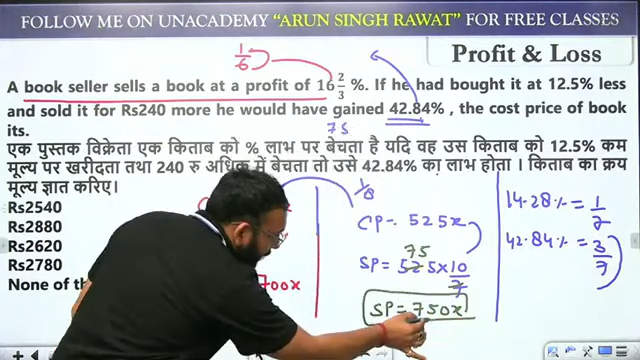 FOLLOW ME ON UNACADEMY “ARUN SINGH RAWAT” FOR FREE CLASSES
Profit & Loss
1/6
A book seller sells a book at a profit of 16 2/3 %. If he had bought it at 12.5% less
and sold it for Rs240 more he would have gained 42.84% , the cost price of book
its.
75
एक पुस्तक विक्रेता एक किताब को % लाभ पर बेचता है यदि वह उस किताब को 12.5% कम
मूल्य पर खरीदता तथा 240 रु अधिक में बेचता तो उसे 42.84% का लाभ होता । किताब का क्रय
मूल्य ज्ञात करिए।
Rs2540
Rs2880
Rs2620
Rs2780
None of th
700x
1/8
CP = 525x
75
SP = 525x 10/7
SP = 750x
14.28% = 1/7
42.84% = 3/7